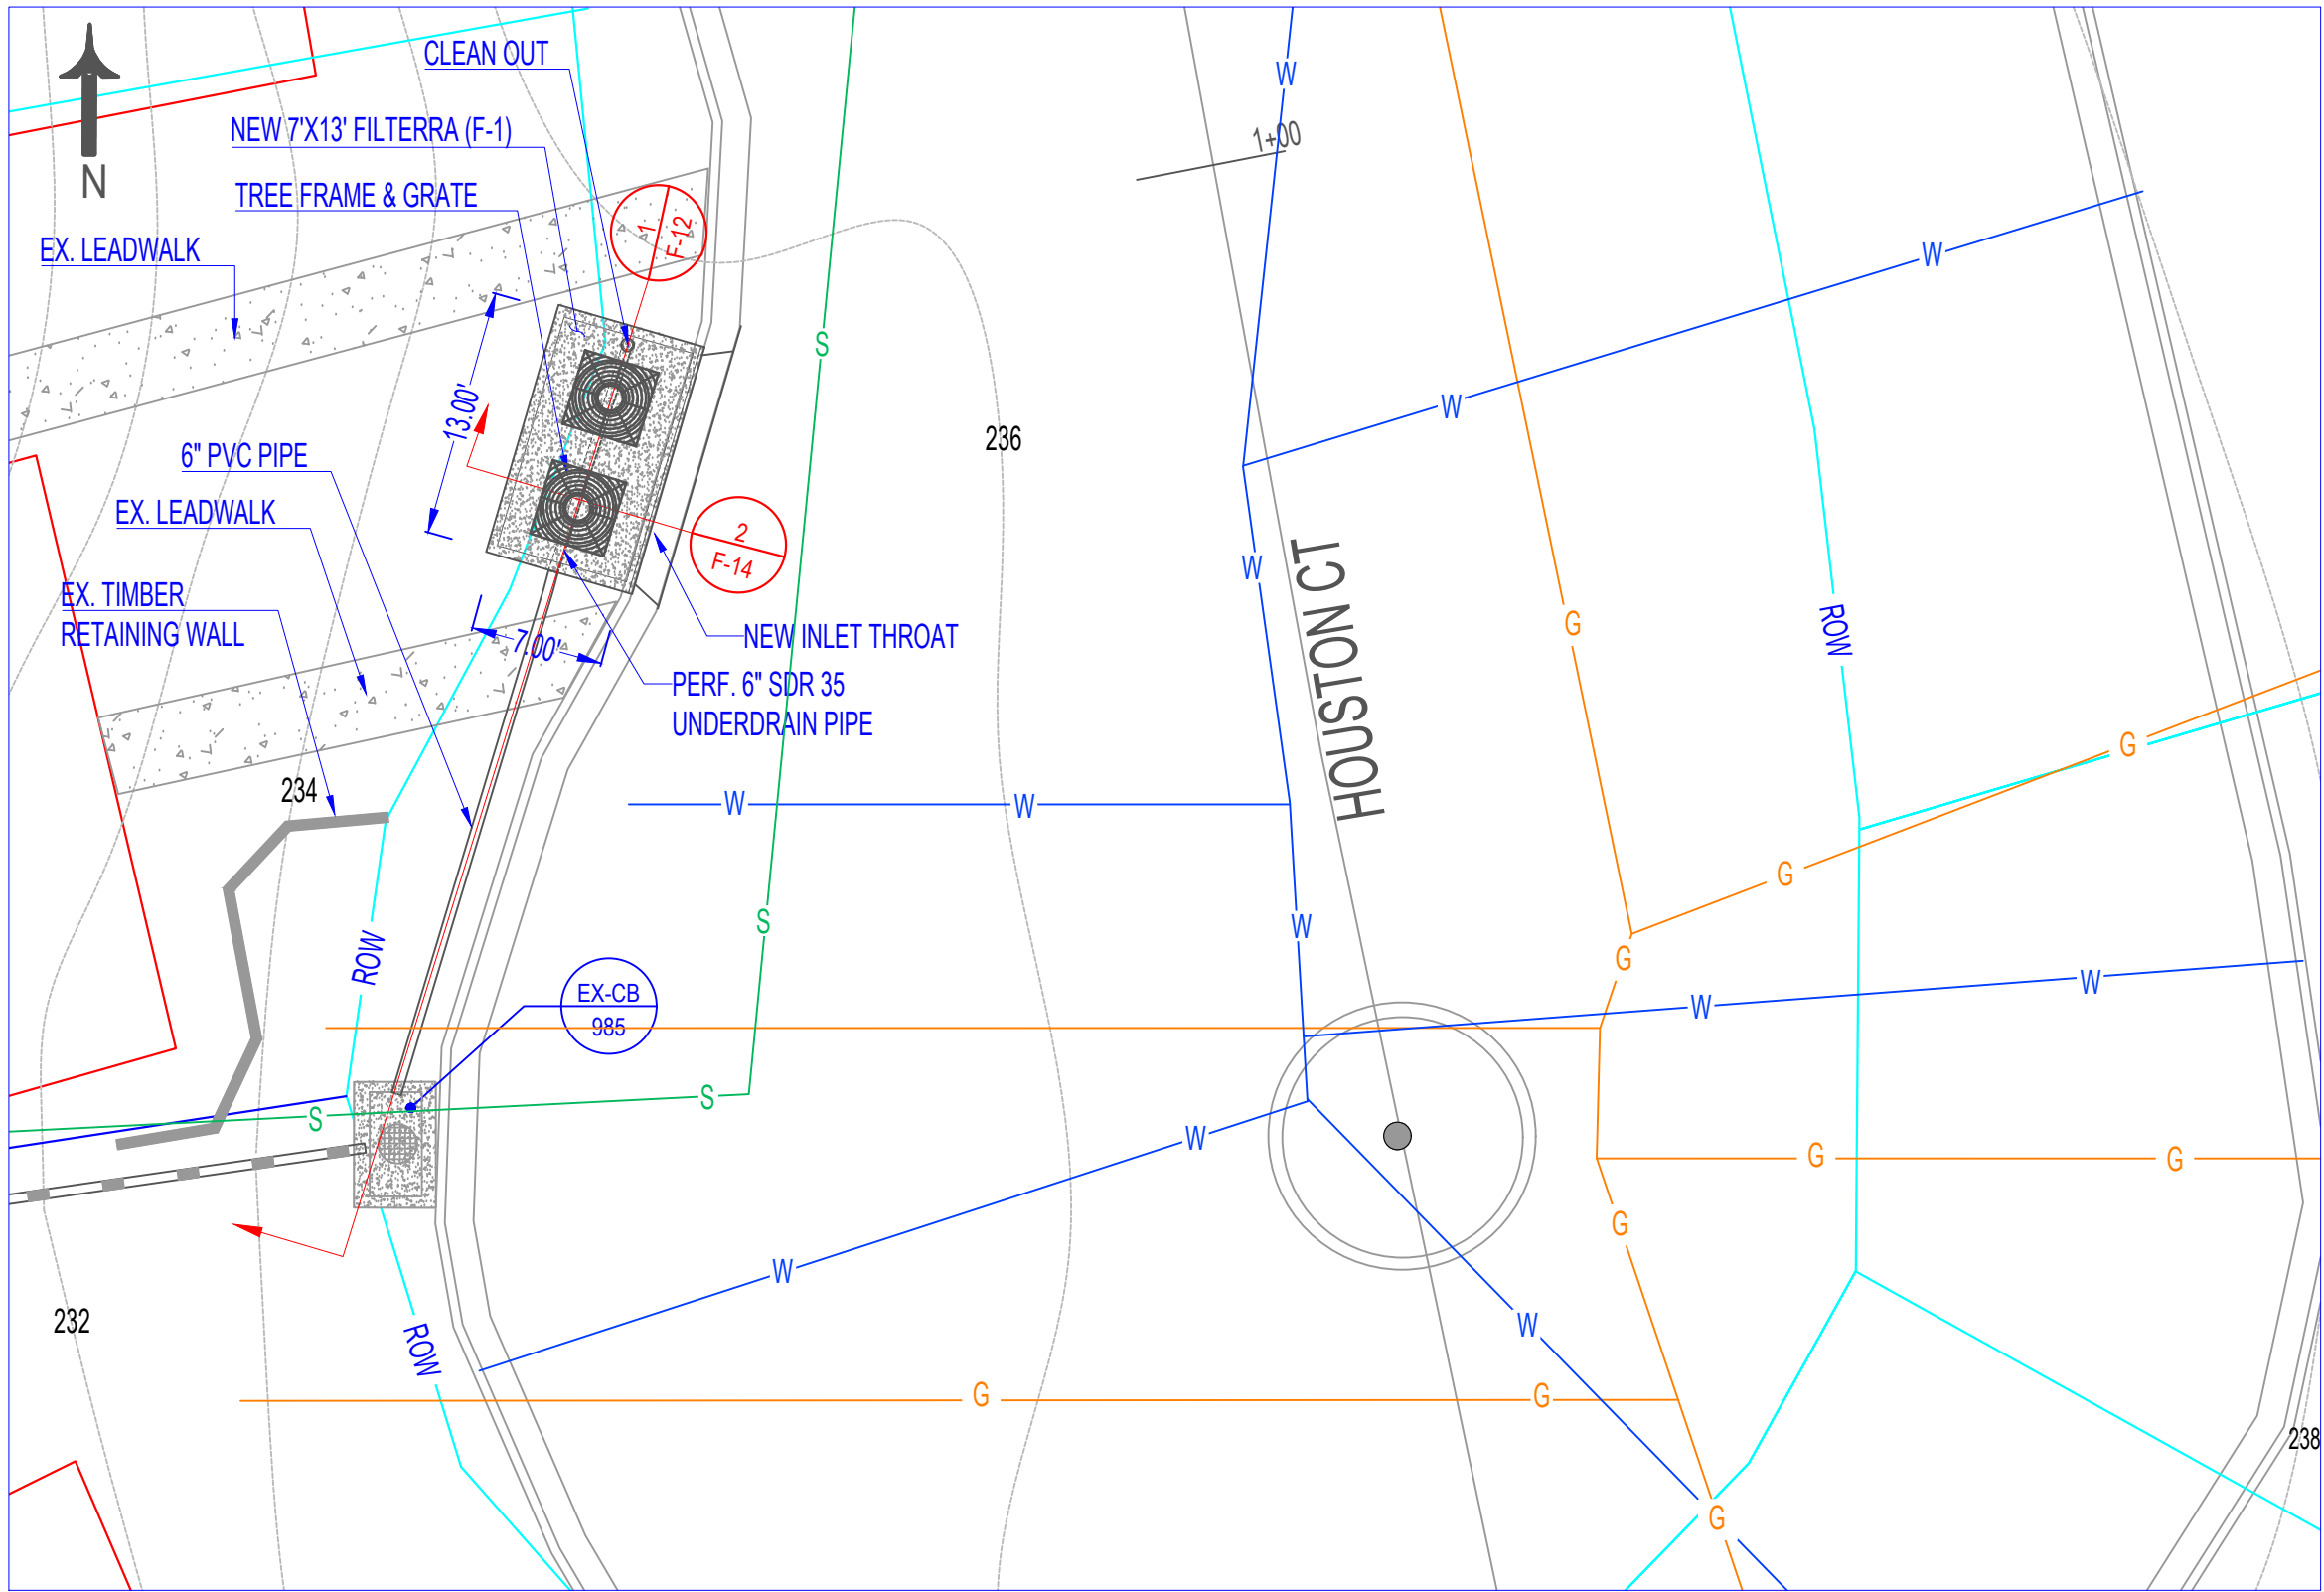 CLEAN OUT
NEW 7'X13' FILTERRA (F-1)
TREE FRAME & GRATE
N
EX. LEADWALK
1
F-12
1+00
W
W
W
S
13.00'
236
6" PVC PIPE
EX. LEADWALK
2
F-14
W
HOUSTON CT
EX. TIMBER
RETAINING WALL
7.00'
NEW INLET THROAT
PERF. 6" SDR 35
UNDERDRAIN PIPE
G
ROW
G
234
W
W
G
S
W
ROW
G
EX-CB
985
W
W
S
S
W
G
G
G
W
232
ROW
W
G
G
238
G